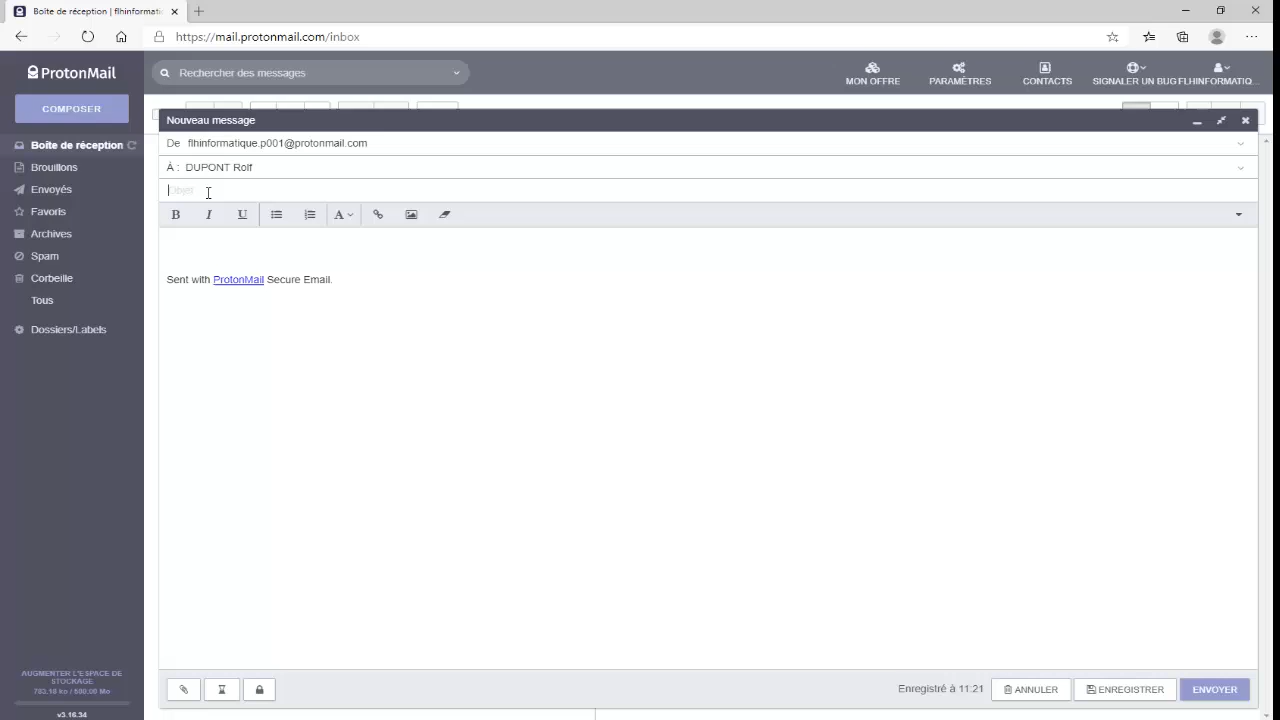 Boîte de réception | flhinformati
https://mail.protonmail.com/inbox
ProtonMail
Rechercher des messages
MON OFFRE
PARAMÈTRES
CONTACTS
SIGNALER UN BUG
FLHINFORMATIQ...
COMPOSER
Boîte de réception
Brouillons
Envoyés
Favoris
Archives
Spam
Corbeille
Tous
Dossiers/Labels
Nouveau message
De flhinformatique.p001@protonmail.com
À : DUPONT Rolf
Objet
B I U A
Sent with ProtonMail Secure Email.
AUGMENTER L'ESPACE DE
STOCKAGE
v3.16.34
Enregistré à 11:21
ANNULER
ENREGISTRER
ENVOYER